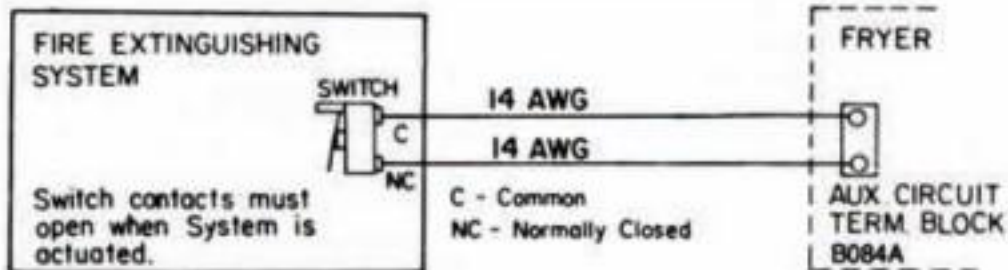 FIRE EXTINGUISHING
SYSTEM
SWITCH
C
NC
Switch contacts must
open when System is
actuated.
14 AWG
14 AWG
C - Common
NC - Normally Closed
FRYER
AUX. CIRCUIT
TERM. BLOCK
B084A